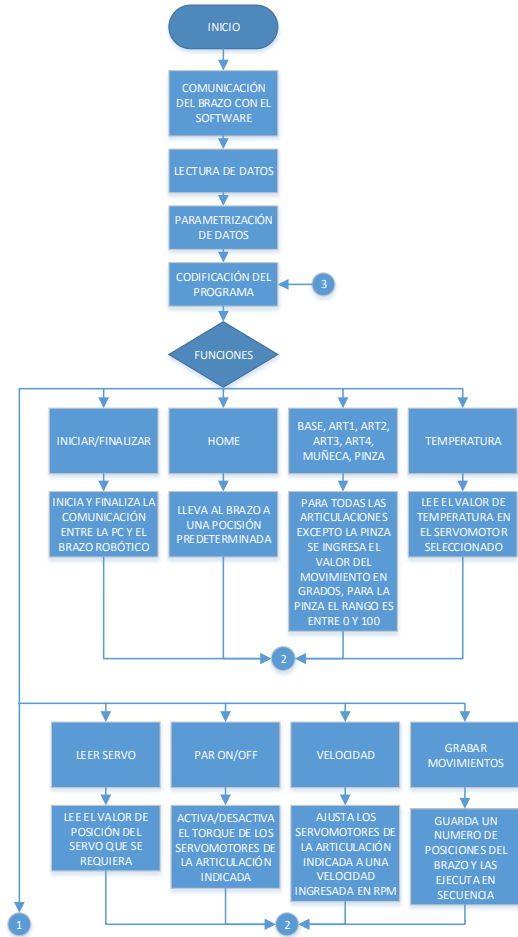 INICIO
COMUNICACIÓN
DEL BRAZO CON EL
SOFTWARE
LECTURA DE DATOS
PARAMETRIZACIÓN
DE DATOS
CODIFICACIÓN DEL
PROGRAMA
3
FUNCIONES
INICIAR/FINALIZAR
HOME
BASE, ART1, ART2,
ART3, ART4,
MUÑECA, PINZA
TEMPERATURA
INICIA Y FINALIZA LA
COMUNICACIÓN
ENTRE LA PC Y EL
BRAZO ROBÓTICO
LLEVA AL BRAZO A
UNA POCISIÓN
PREDETERMINADA
PARA TODAS LAS
ARTICULACIONES
EXCEPTO LA PINZA
SE INGRESA EL
VALOR DEL
MOVIMIENTO EN
GRADOS, PARA LA
PINZA EL RANGO ES
ENTRE 0 Y 100
LEE EL VALOR DE
TEMPERATURA EN
EL SERVOMOTOR
SELECCIONADO
2
LEER SERVO
PAR ON/OFF
VELOCIDAD
GRABAR
MOVIMIENTOS
LEE EL VALOR DE
POSICIÓN DEL
SERVO QUE SE
REQUIERA
ACTIVA/DESACTIVA
EL TORQUE DE LOS
SERVOMOTORES DE
LA ARTICULACIÓN
INDICADA
AJUSTA LOS
SERVOMOTORES DE
LA ARTICULACIÓN
INDICADA A UNA
VELOCIDAD
INGRESADA EN RPM
GUARDA UN
NUMERO DE
POSICIONES DEL
BRAZO Y LAS
EJECUTA EN
SECUENCIA
1
2